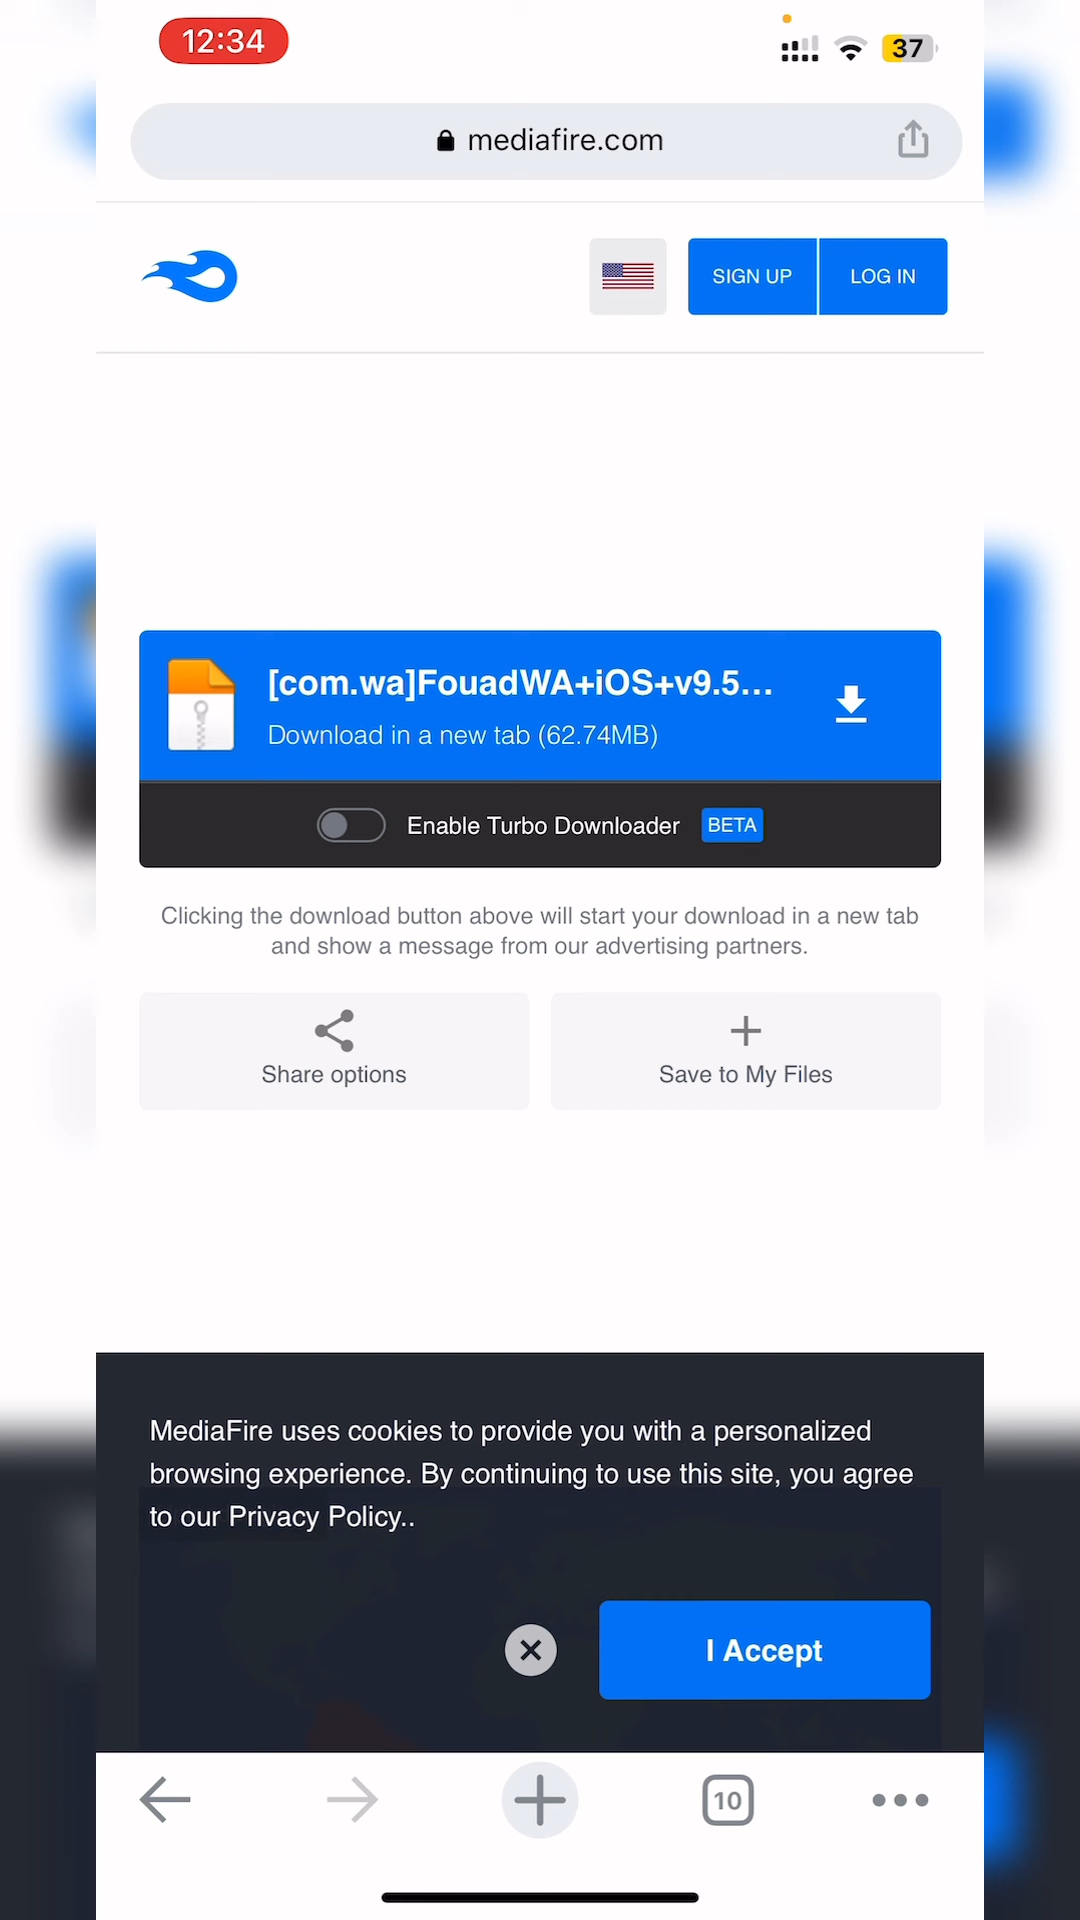 12:34
37
mediafire.com
SIGN UP
LOG IN
[com.wa]FouadWA+iOS+v9.5...
Download in a new tab (62.74MB)
Enable Turbo Downloader BETA
Clicking the download button above will start your download in a new tab
and show a message from our advertising partners.
Share options
Save to My Files
MediaFire uses cookies to provide you with a personalized
browsing experience. By continuing to use this site, you agree
to our Privacy Policy..
I Accept
10